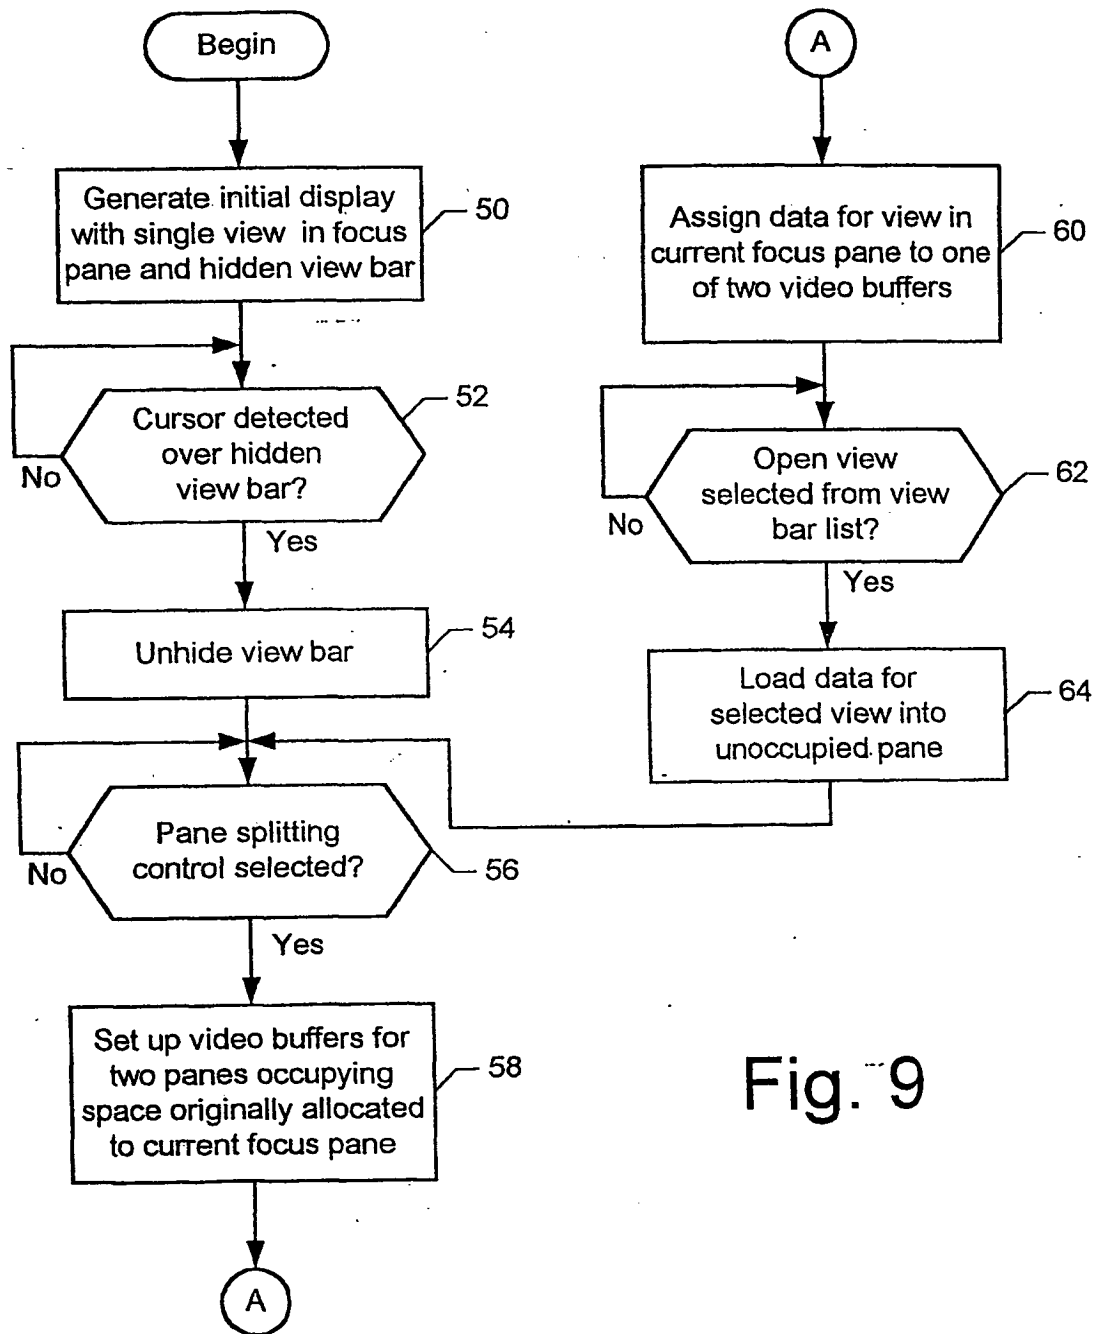 Begin
Generate initial display
with single view in focus
pane and hidden view bar
50
Cursor detected
over hidden
view bar?
52
No
Yes
Unhide view bar
54
Pane splitting
control selected?
56
No
Yes
Set up video buffers for
two panes occupying
space originally allocated
to current focus pane
58
A
A
Assign data for view in
current focus pane to one
of two video buffers
60
Open view
selected from view
bar list?
62
No
Yes
Load data for
selected view into
unoccupied pane
64
Fig. 9